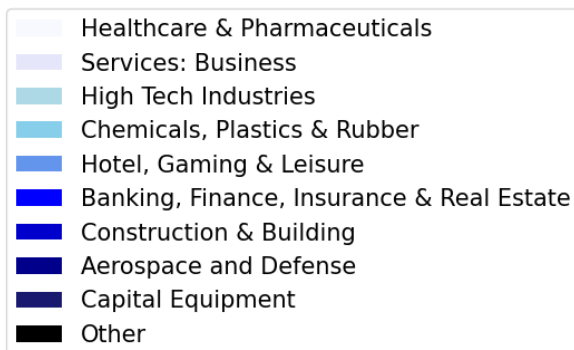 Healthcare & Pharmaceuticals
Services: Business
High Tech Industries
Chemicals, Plastics & Rubber
Hotel, Gaming & Leisure
Banking, Finance, Insurance & Real Estate
Construction & Building
Aerospace and Defense
Capital Equipment
Other